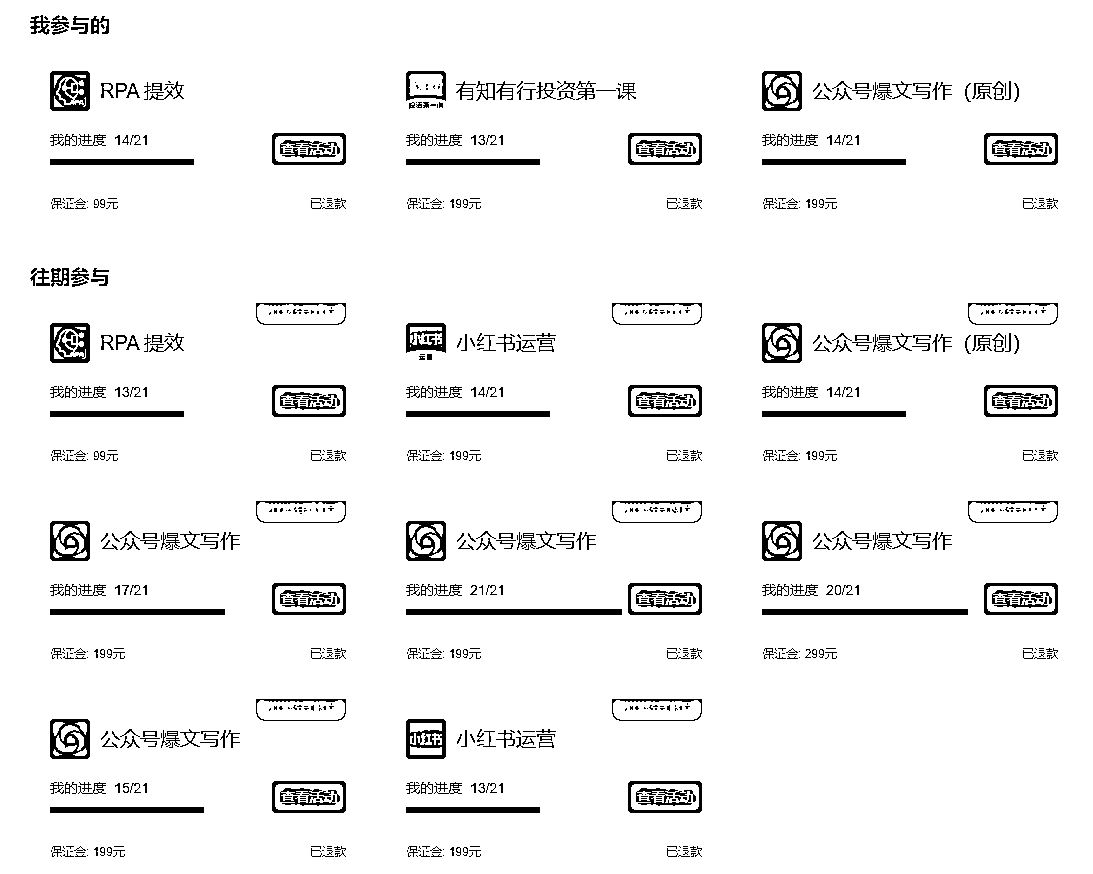 我参与的
RPA 提效
有知有行投资第一课
公众号爆文写作（原创）
我的进度 14/21
查看活动
我的进度 13/21
查看活动
我的进度 14/21
查看活动
保证金: 99元
已退款
保证金: 199元
已退款
保证金: 199元
已退款
往期参与
RPA 提效
小红书
运营
小红书运营
公众号爆文写作（原创）
我的进度 13/21
查看活动
我的进度 14/21
查看活动
我的进度 14/21
查看活动
保证金: 99元
已退款
保证金: 199元
已退款
保证金: 199元
已退款
公众号爆文写作
公众号爆文写作
公众号爆文写作
我的进度 17/21
查看活动
我的进度 21/21
查看活动
我的进度 20/21
查看活动
保证金: 199元
已退款
保证金: 199元
已退款
保证金: 299元
已退款
公众号爆文写作
小红书
小红书运营
我的进度 15/21
查看活动
我的进度 13/21
查看活动
保证金: 199元
已退款
保证金: 199元
已退款